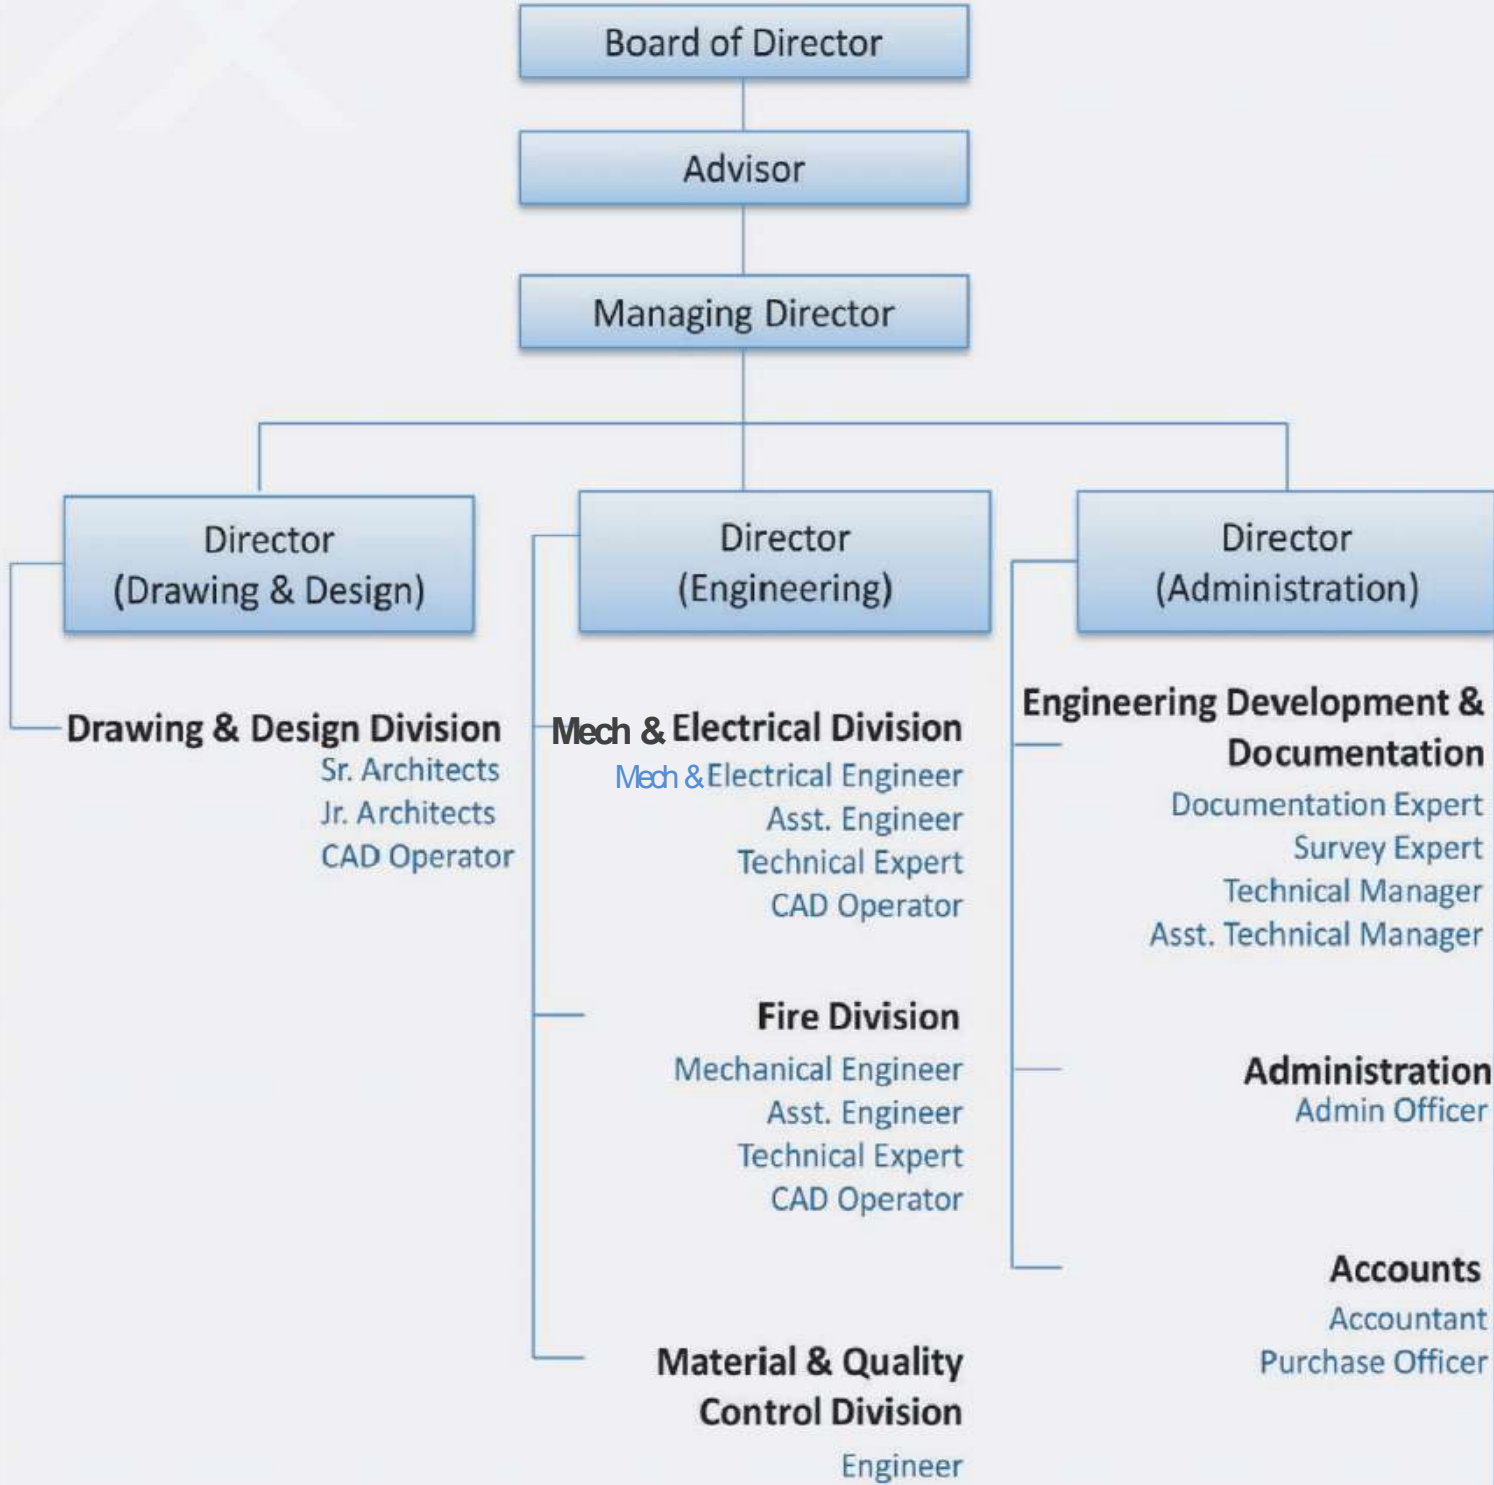 Board of Director
Advisor
Managing Director
Director
(Drawing & Design)
Drawing & Design Division
Sr. Architects
Jr. Architects
CAD Operator
Director
(Engineering)
Mech & Electrical Division
Mech & Electrical Engineer
Asst. Engineer
Technical Expert
CAD Operator
Fire Division
Mechanical Engineer
Asst. Engineer
Technical Expert
CAD Operator
Material & Quality
Control Division
Engineer
Director
(Administration)
Engineering Development &
Documentation
Documentation Expert
Survey Expert
Technical Manager
Asst. Technical Manager
Administration
Admin Officer
Accounts
Accountant
Purchase Officer